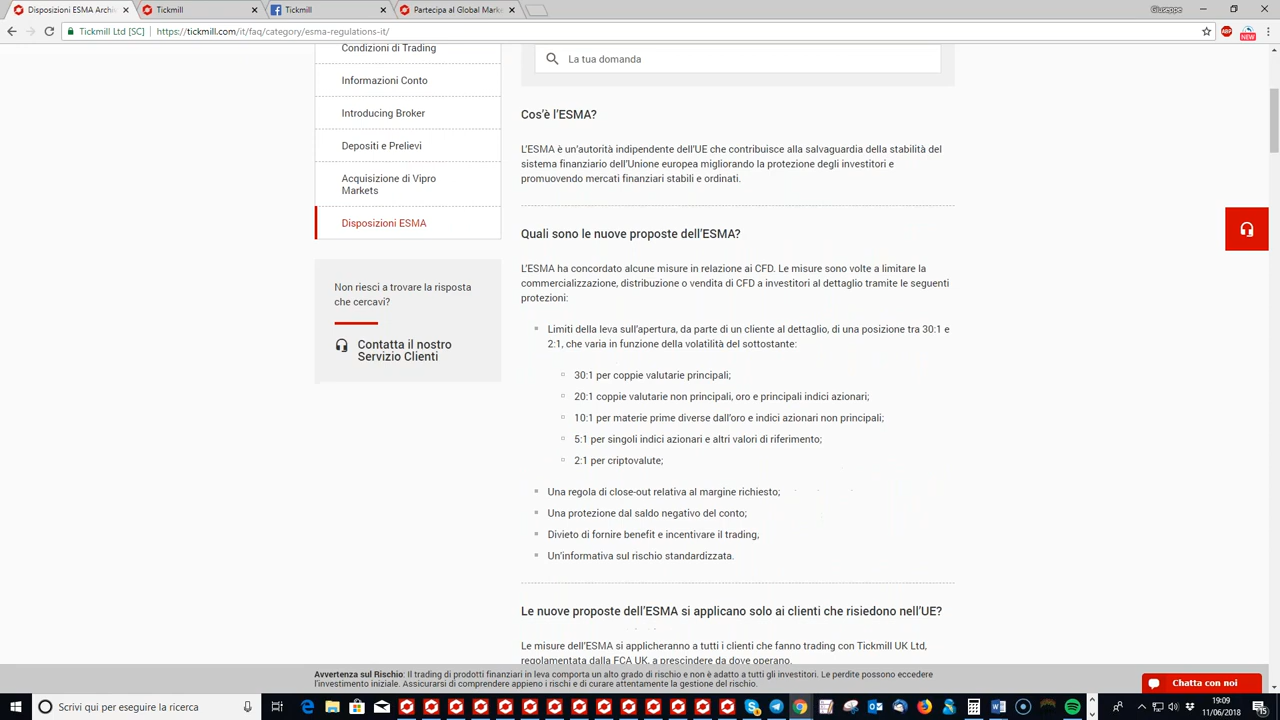 Disposizioni ESMA Archi
Tickmill
Tickmill
Partecipa al Global Marke
Giuseppe
Tickmill Ltd [SC]
https://tickmill.com/it/faq/category/esma-regulations-it/
ABP
NEW
Condizioni di Trading
Informazioni Conto
Introducing Broker
Depositi e Prelievi
Acquisizione di Vipro
Markets
Disposizioni ESMA
Non riesci a trovare la risposta
che cercavi?
Contatta il nostro
Servizio Clienti
La tua domanda
Cos'è l'ESMA?
L'ESMA è un'autorità indipendente dell'UE che contribuisce alla salvaguardia della stabilità del
sistema finanziario dell'Unione europea migliorando la protezione degli investitori e
promuovendo mercati finanziari stabili e ordinati.
Quali sono le nuove proposte dell'ESMA?
L'ESMA ha concordato alcune misure in relazione ai CFD. Le misure sono volte a limitare la
commercializzazione, distribuzione o vendita di CFD a investitori al dettaglio tramite le seguenti
protezioni:
Limiti della leva sull'apertura, da parte di un cliente al dettaglio, di una posizione tra 30:1 e
2:1, che varia in funzione della volatilità del sottostante:
30:1 per coppie valutarie principali;
20:1 coppie valutarie non principali, oro e principali indici azionari;
10:1 per materie prime diverse dall'oro e indici azionari non principali;
5:1 per singoli indici azionari e altri valori di riferimento;
2:1 per criptovalute;
Una regola di close-out relativa al margine richiesto;
Una protezione dal saldo negativo del conto;
Divieto di fornire benefit e incentivare il trading,
Un'informativa sul rischio standardizzata.
Le nuove proposte dell'ESMA si applicano solo ai clienti che risiedono nell'UE?
Le misure dell'ESMA si applicheranno a tutti i clienti che fanno trading con Tickmill UK Ltd,
regolamentata dalla FCA UK, a prescindere da dove operano.
Avvertenza sul Rischio: Il trading di prodotti finanziari in leva comporta un alto grado di rischio e non è adatto a tutti gli investitori. Le perdite possono eccedere
l'investimento iniziale. Assicurarsi di comprendere appieno i rischi e di curare attentamente la gestione del rischio.
Chatta con noi
Scrivi qui per eseguire la ricerca
19:09
11/06/2018
15